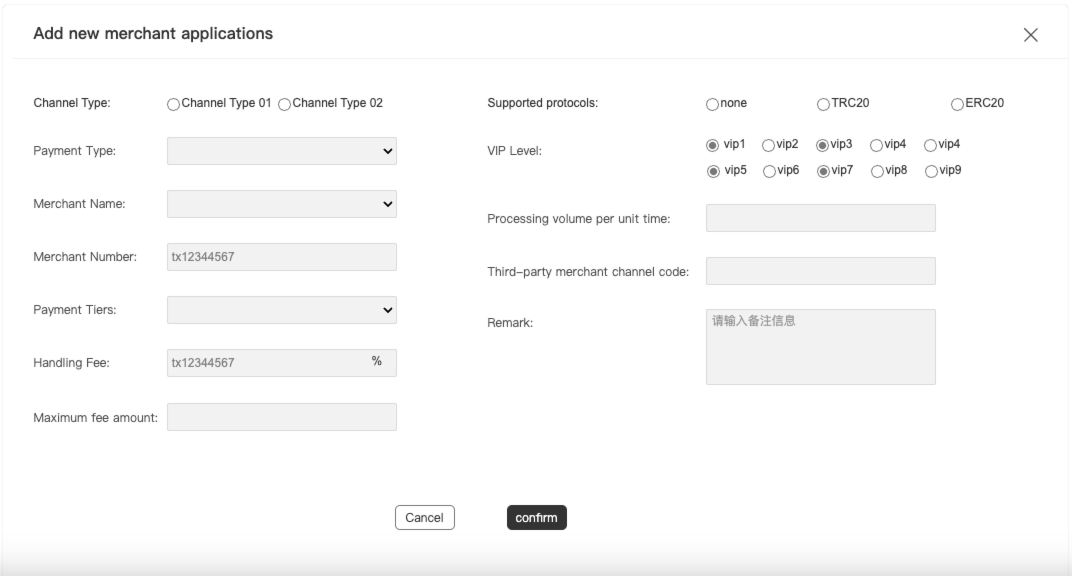 Add new merchant applications
Channel Type: Channel Type 01 Channel Type 02
Payment Type:
Merchant Name:
Merchant Number: tx12344567
Payment Tiers:
Handling Fee: tx12344567 %
Maximum fee amount:
Supported protocols: none TRC20 ERC20
VIP Level: vip1 vip2 vip3 vip4 vip4
vip5 vip6 vip7 vip8 vip9
Processing volume per unit time:
Third-party merchant channel code:
Remark: 请输入备注信息
Cancel confirm